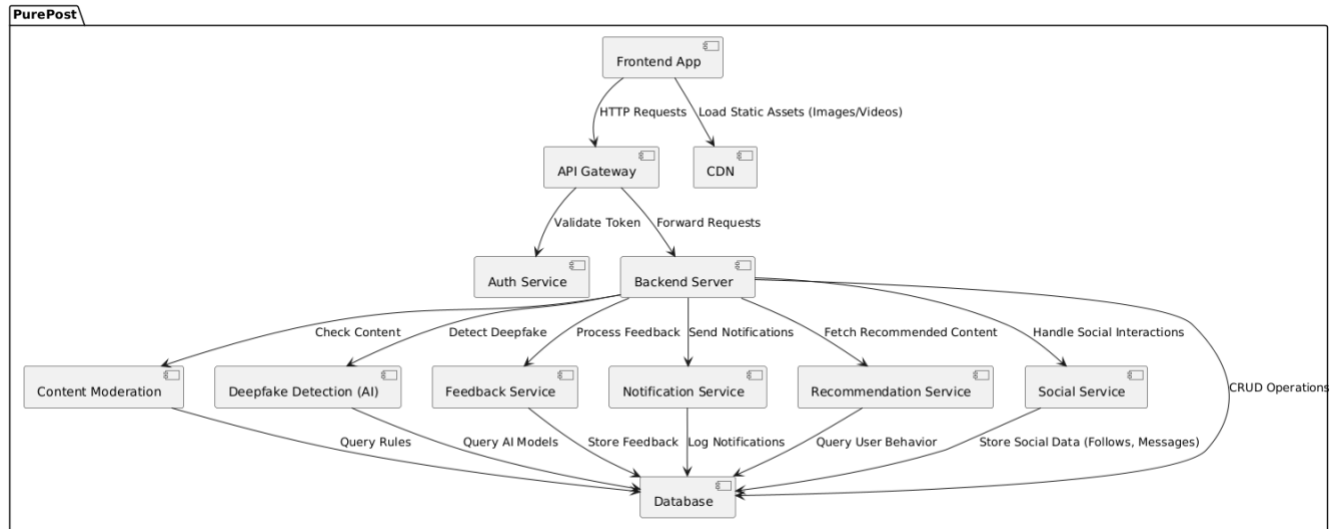 PurePost
Frontend App
HTTP Requests
Load Static Assets (Images/Videos)
API Gateway
CDN
Validate Token
Forward Requests
Auth Service
Backend Server
Check Content
Detect Deepfake
Process Feedback
Send Notifications
Fetch Recommended Content
Handle Social Interactions
Content Moderation
Deepfake Detection (AI)
Feedback Service
Notification Service
Recommendation Service
Social Service
CRUD Operations
Query Rules
Query AI Models
Store Feedback
Log Notifications
Query User Behavior
Store Social Data (Follows, Messages)
Database